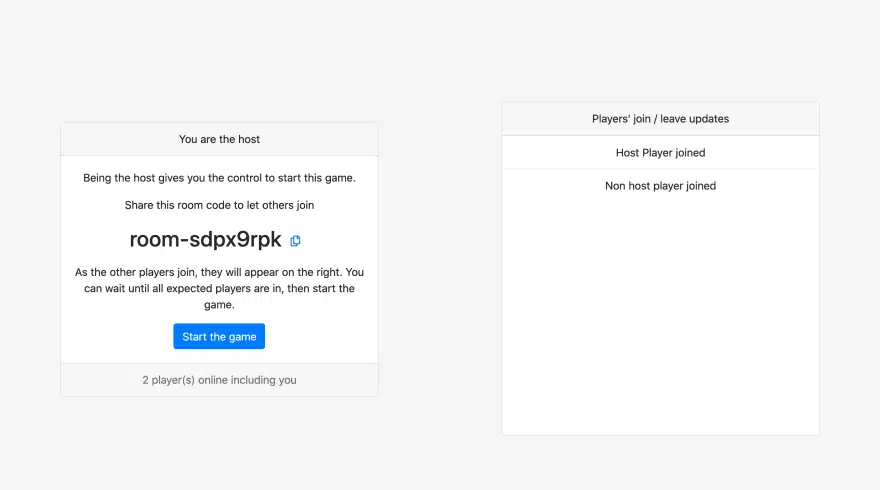 You are the host
Being the host gives you the control to start this game.
Share this room code to let others join
room-sdpx9rpk
As the other players join, they will appear on the right. You
can wait until all expected players are in, then start the
game.
Start the game
2 player(s) online including you
Players' join / leave updates
Host Player joined
Non host player joined